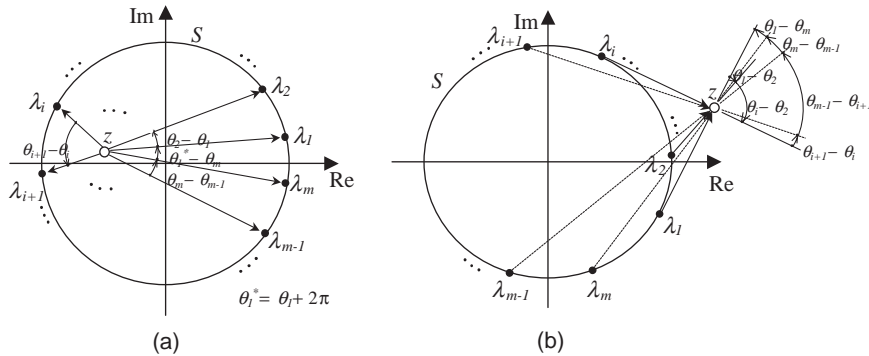 Im
S
λ2
λi
z
θ2− θ1
θi+1−θi
λ1
θ1*− θm
Re
θm− θm-1
λi+1
λm
λm-1
θ1*= θ1+ 2π
(a)
Im
λi+1
λi
S
θ1− θm
θm− θm-1
z
θ1− θ2
θm-1− θi+1
θi− θ2
θi+1− θi
λ2
Re
λ1
λm-1
λm
(b)